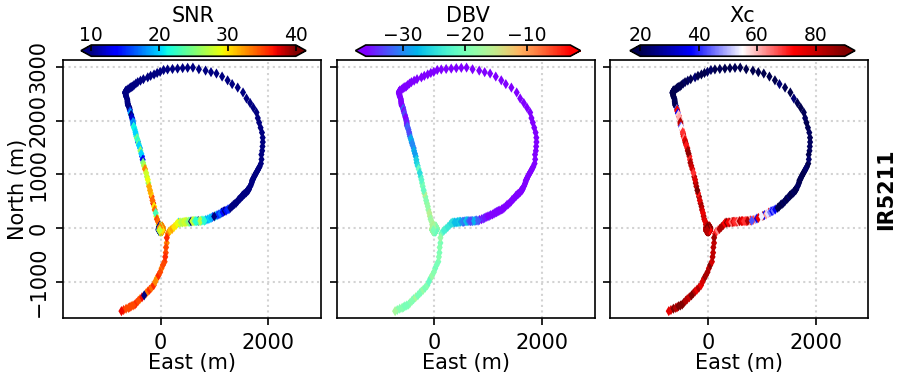 SNR
DBV
Xc
10 20 30 40
−30 −20 −10
20 40 60 80
North (m)
3000
2000
1000
0
−1000
0 2000
0 2000
0 2000
East (m)
East (m)
East (m)
IR5211